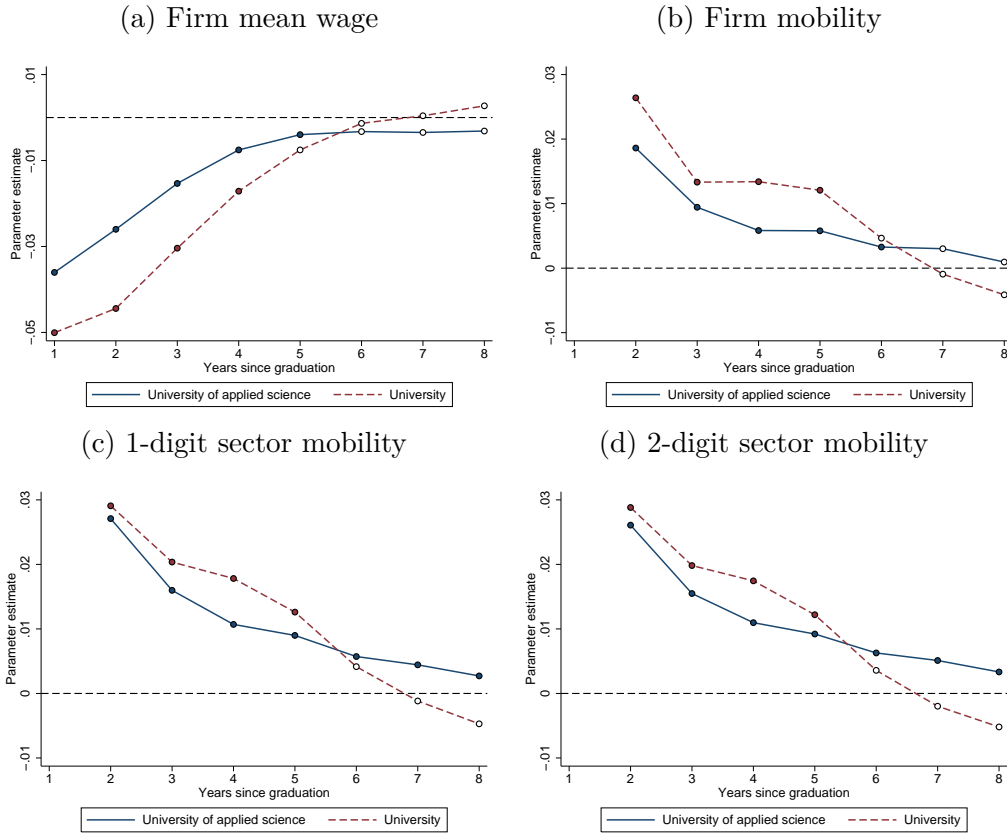 (a) Firm mean wage
.01
-.01
-.03
-.05
Parameter estimate
1 2 3 4 5 6 7 8
Years since graduation
University of applied science University
(b) Firm mobility
.03
.02
.01
0
-.01
Parameter estimate
1 2 3 4 5 6 7 8
Years since graduation
University of applied science University
(c) 1-digit sector mobility
.03
.02
.01
0
-.01
Parameter estimate
1 2 3 4 5 6 7 8
Years since graduation
University of applied science University
(d) 2-digit sector mobility
.03
.02
.01
0
-.01
Parameter estimate
1 2 3 4 5 6 7 8
Years since graduation
University of applied science University